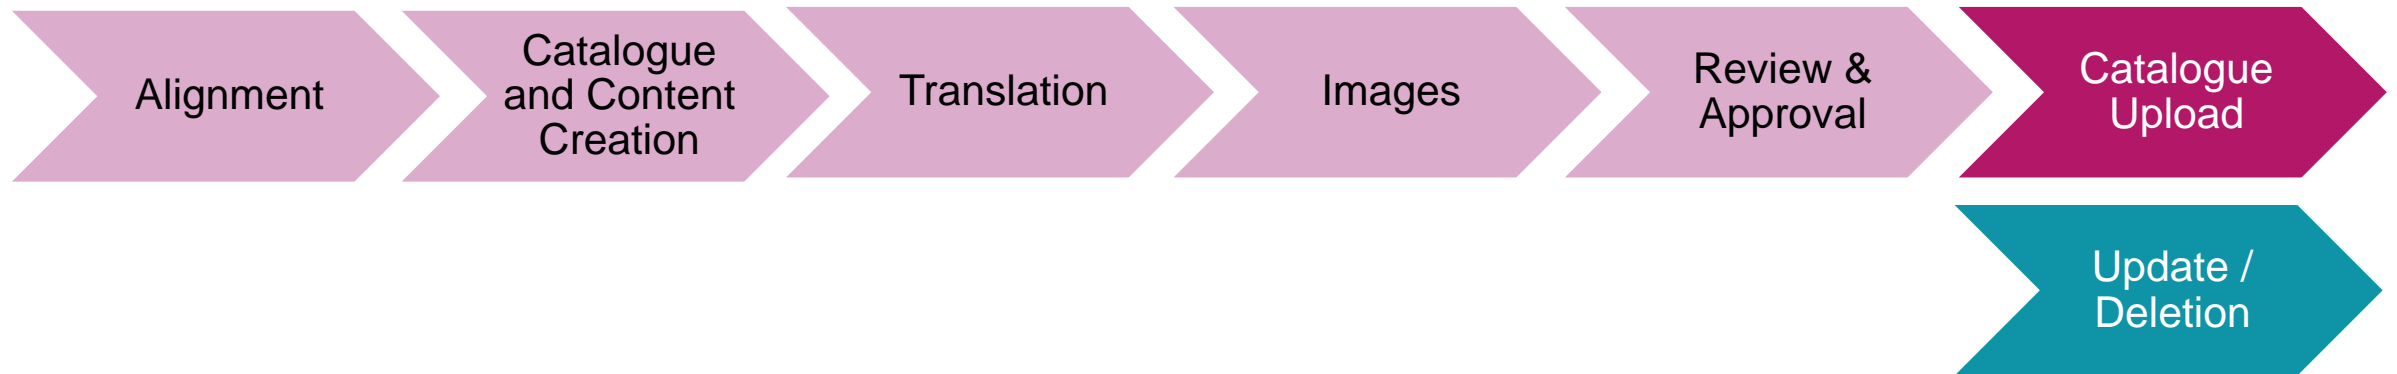 Alignment
Catalogue
and Content
Creation
Translation
Images
Review &
Approval
Catalogue
Upload
Update /
Deletion